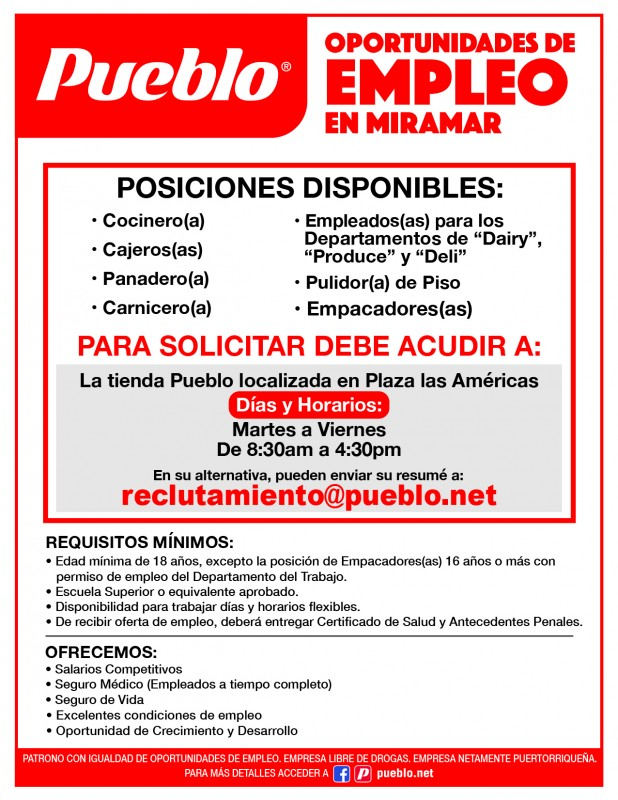 Pueblo®
OPORTUNIDADES DE
EMPLEO
EN MIRAMAR
POSICIONES DISPONIBLES:
• Cocinero(a)
• Cajeros(as)
• Panadero(a)
• Carnicero(a)
• Empleados(as) para los
Departamentos de “Dairy”,
“Produce” y “Deli”
• Pulidor(a) de Piso
• Empacadores(as)
PARA SOLICITAR DEBE ACUDIR A:
La tienda Pueblo localizada en Plaza las Américas
Días y Horarios:
Martes a Viernes
De 8:30am a 4:30pm
En su alternativa, pueden enviar su resumé a:
reclutamiento@pueblo.net
REQUISITOS MÍNIMOS:
• Edad mínima de 18 años, excepto la posición de Empacadores(as) 16 años o más con
permiso de empleo del Departamento del Trabajo.
• Escuela Superior o equivalente aprobado.
• Disponibilidad para trabajar días y horarios flexibles.
• De recibir oferta de empleo, deberá entregar Certificado de Salud y Antecedentes Penales.
OFRECEMOS:
• Salarios Competitivos
• Seguro Médico (Empleados a tiempo completo)
• Seguro de Vida
• Excelentes condiciones de empleo
• Oportunidad de Crecimiento y Desarrollo
PATRONO CON IGUALDAD DE OPORTUNIDADES DE EMPLEO. EMPRESA LIBRE DE DROGAS. EMPRESA NETAMENTE PUERTORRIQUEÑA.
PARA MÁS DETALLES ACCEDER A f P pueblo.net